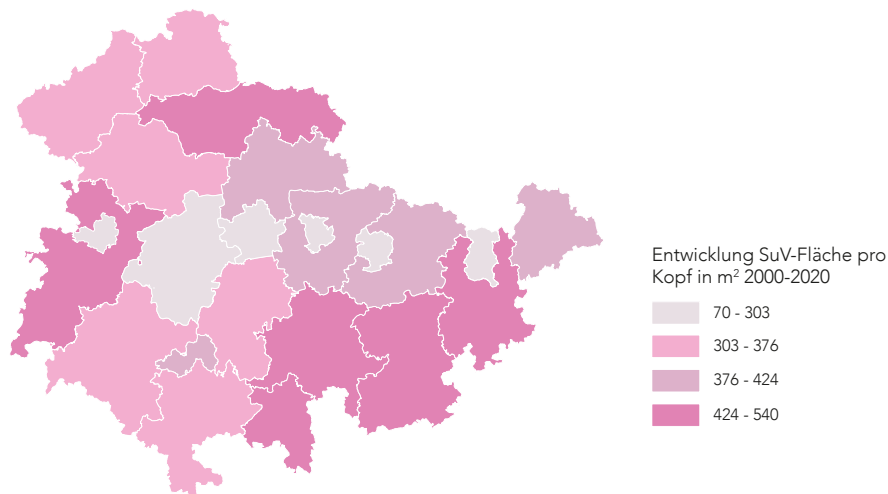 Entwicklung SuV-Fläche pro
Kopf in m² 2000-2020
70 - 303
303 - 376
376 - 424
424 - 540